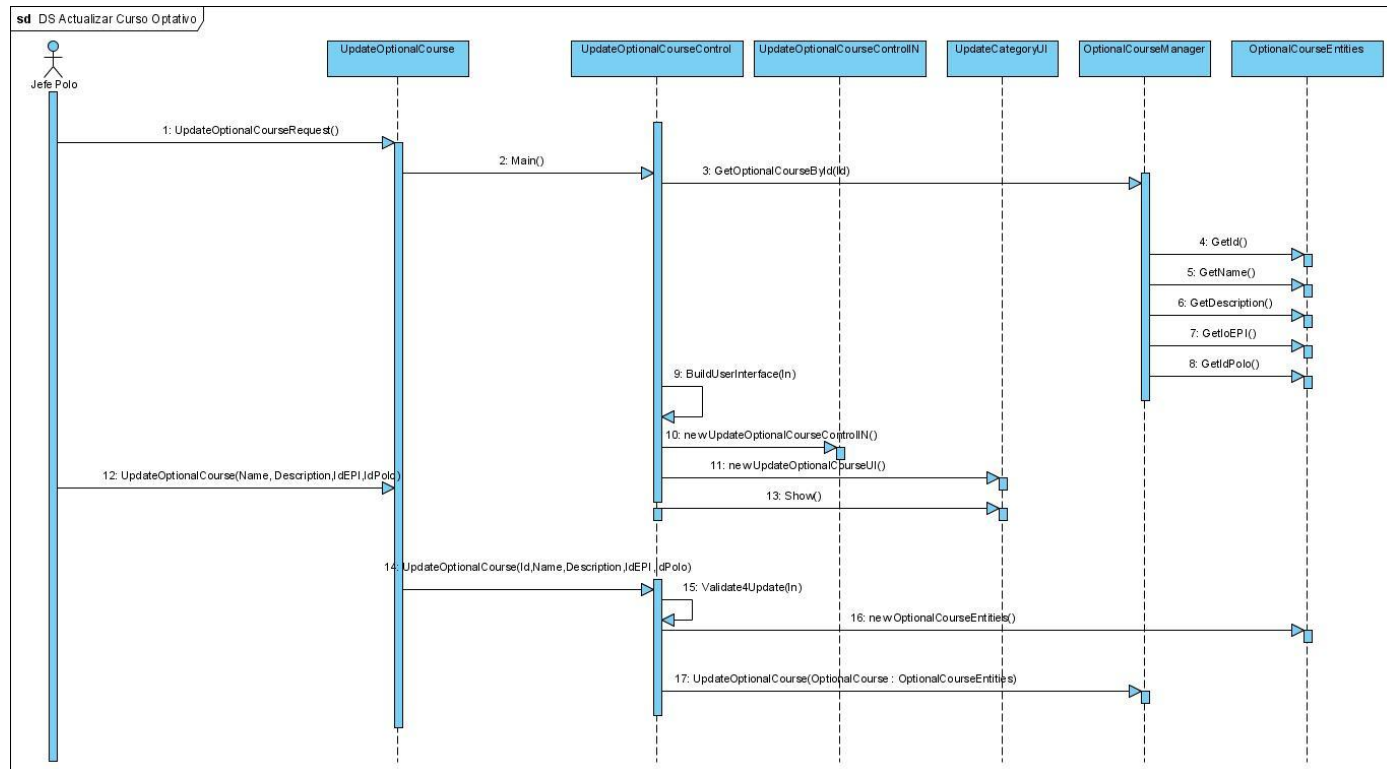 sd DS Actualizar Curso Optativo
Jefe Polo
UpdateOptionalCourse
UpdateOptionalCourseControl
UpdateOptionalCourseControlIN
UpdateCategoryUI
OptionalCourseManager
OptionalCourseEntities
1: UpdateOptionalCourseRequest()
2: Main()
3: GetOptionalCourseById(Id)
4: GetId()
5: GetName()
6: GetDescription()
7: GetIoEPI()
8: GetIdPolo()
9: BuildUserInterface(In)
10: newUpdateOptionalCourseControlIN()
11: newUpdateOptionalCourseUI()
12: UpdateOptionalCourse(Name, Description,IdEPI,IdPolo)
13: Show()
14: UpdateOptionalCourse(Id,Name,Description,IdEPI,IdPolo)
15: Validate4Update(In)
16: newOptionalCourseEntities()
17: UpdateOptionalCourse(OptionalCourse : OptionalCourseEntities)